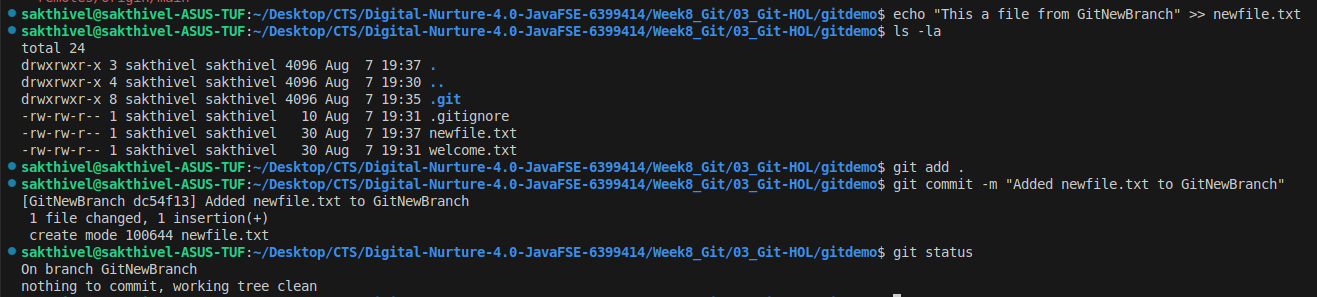 remotes/origin/main
sakthivel@sakthivel-ASUS-TUF:~/Desktop/CTS/Digital-Nurture-4.0-JavaFSE-6399414/Week8_Git/03_Git-HOL/gitdemo$ echo "This a file from GitNewBranch" >> newfile.txt
sakthivel@sakthivel-ASUS-TUF:~/Desktop/CTS/Digital-Nurture-4.0-JavaFSE-6399414/Week8_Git/03_Git-HOL/gitdemo$ ls -la
total 24
drwxrwxr-x 3 sakthivel sakthivel 4096 Aug  7 19:37 .
drwxrwxr-x 4 sakthivel sakthivel 4096 Aug  7 19:30 ..
drwxrwxr-x 8 sakthivel sakthivel 4096 Aug  7 19:35 .git
-rw-rw-r-- 1 sakthivel sakthivel   10 Aug  7 19:31 .gitignore
-rw-rw-r-- 1 sakthivel sakthivel   30 Aug  7 19:37 newfile.txt
-rw-rw-r-- 1 sakthivel sakthivel   30 Aug  7 19:31 welcome.txt
sakthivel@sakthivel-ASUS-TUF:~/Desktop/CTS/Digital-Nurture-4.0-JavaFSE-6399414/Week8_Git/03_Git-HOL/gitdemo$ git add .
sakthivel@sakthivel-ASUS-TUF:~/Desktop/CTS/Digital-Nurture-4.0-JavaFSE-6399414/Week8_Git/03_Git-HOL/gitdemo$ git commit -m "Added newfile.txt to GitNewBranch"
[GitNewBranch dc54f13] Added newfile.txt to GitNewBranch
 1 file changed, 1 insertion(+)
 create mode 100644 newfile.txt
sakthivel@sakthivel-ASUS-TUF:~/Desktop/CTS/Digital-Nurture-4.0-JavaFSE-6399414/Week8_Git/03_Git-HOL/gitdemo$ git status
On branch GitNewBranch
nothing to commit, working tree clean